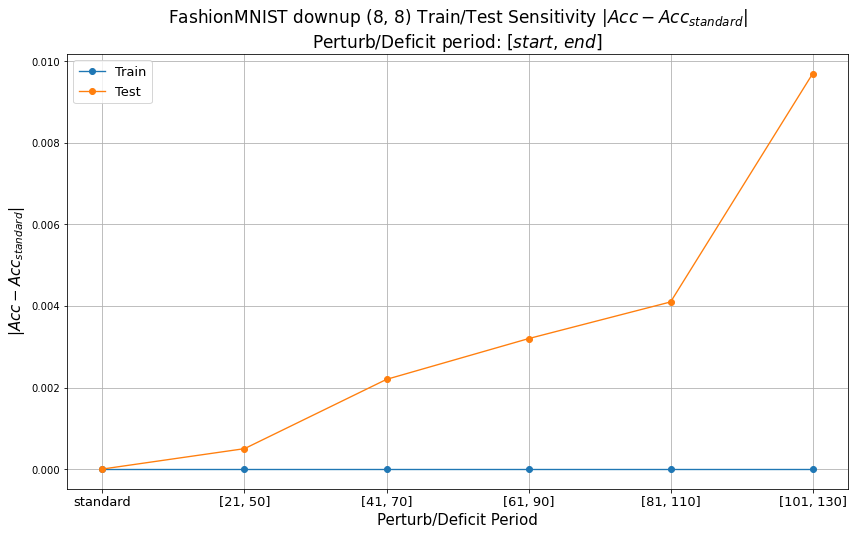 FashionMNIST downup (8, 8) Train/Test Sensitivity |Acc − Acc_standard|
Perturb/Deficit period: [start, end]
Train
Test
0.010
0.008
0.006
0.004
0.002
0.000
|Acc − Acc_standard|
standard [21, 50] [41, 70] [61, 90] [81, 110] [101, 130]
Perturb/Deficit Period